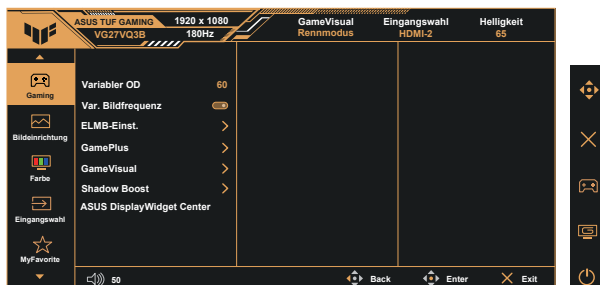 ASUS TUF GAMING 1920 x 1080 GameVisual Eingangswahl Helligkeit
VG27VQ3B 180Hz Rennmodus HDMI-2 65
Gaming
Bildeinrichtung
Farbe
Eingangswahl
MyFavorite
Variabler OD 60
Var. Bildfrequenz
ELMB-Einst.
GamePlus
GameVisual
Shadow Boost
ASUS DisplayWidget Center
50 Back Enter Exit